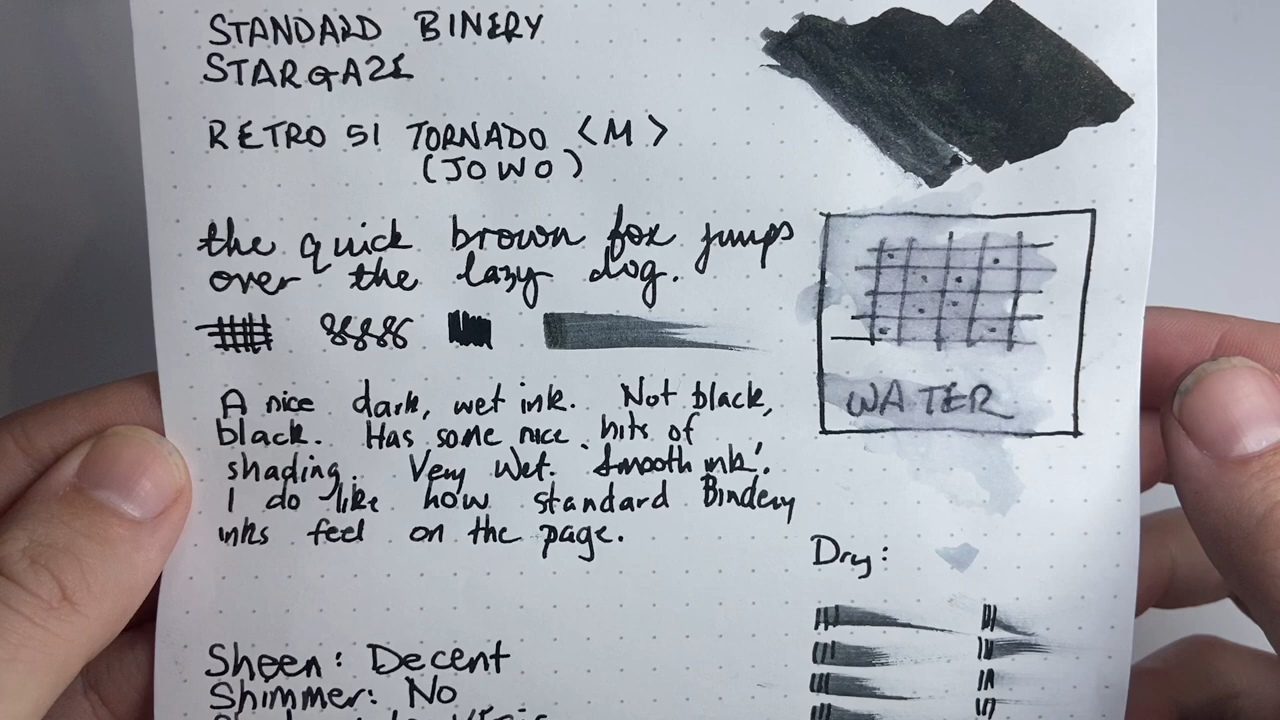 STANDARD BINERY
STARGAZE
RETRO 51 TORNADO <M>
(JOWO)
the quick brown fox jumps
over the lazy dog.
A nice dark, wet ink. Not black,
black. Has some nice hits of
shading. Very Wet. Smooth ink.
I do like how standard Bindery
inks feel on the page.
WATER
Dry:
Sheen: Decent
Shimmer: No